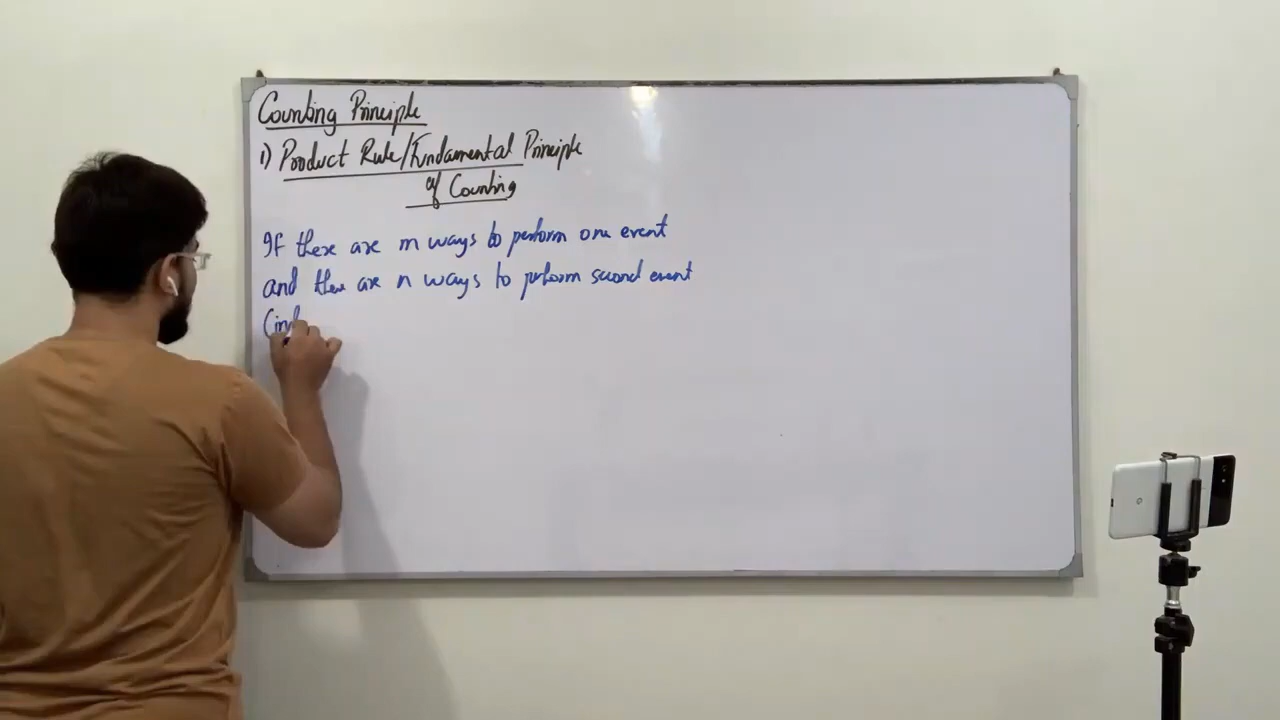 Counting Principle
1) Product Rule/Fundamental Principle
of Counting
If there are m ways to perform one event
and there are n ways to perform second event